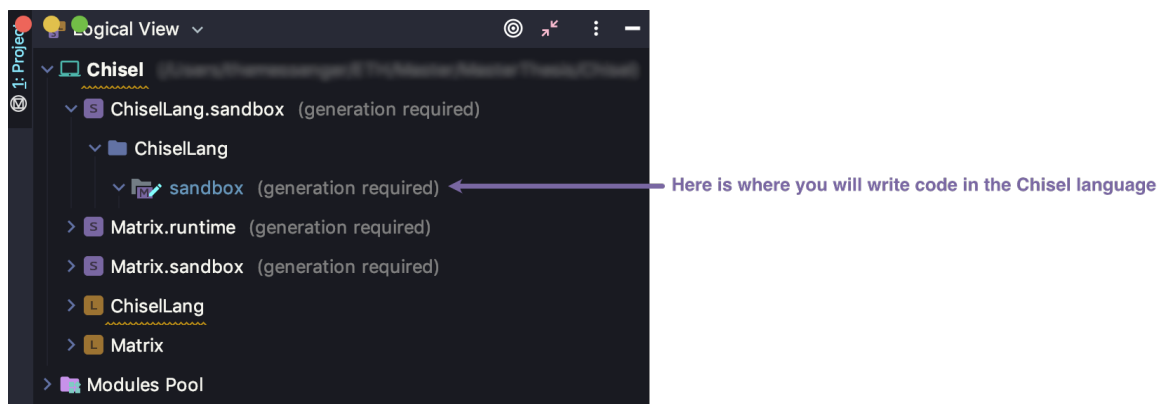 1: Project
Logical View
Chisel
ChiselLang.sandbox (generation required)
ChiselLang
sandbox (generation required)
Here is where you will write code in the Chisel language
Matrix.runtime (generation required)
Matrix.sandbox (generation required)
ChiselLang
Matrix
Modules Pool